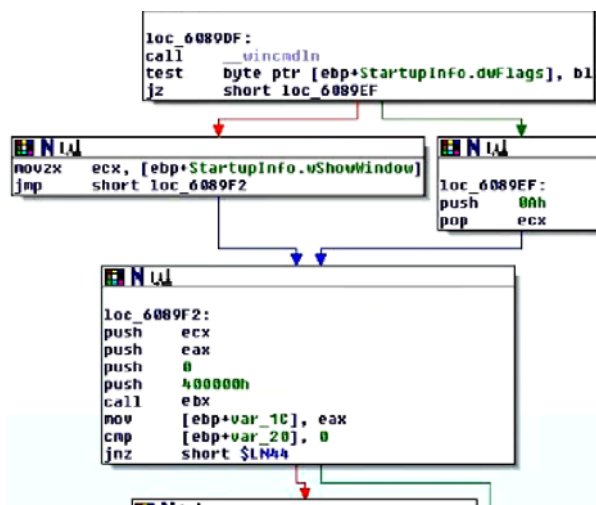 loc_6089DF:
call __wincmdln
test byte ptr [ebp+StartupInfo.dwFlags], bl
jz short loc_6089EF
movzx ecx, [ebp+StartupInfo.wShowWindow]
jmp short loc_6089F2
loc_6089EF:
push 0Ah
pop ecx
loc_6089F2:
push ecx
push eax
push 0
push 400000h
call ebx
mov [ebp+var_1C], eax
cmp [ebp+var_20], 0
jnz short $LN44